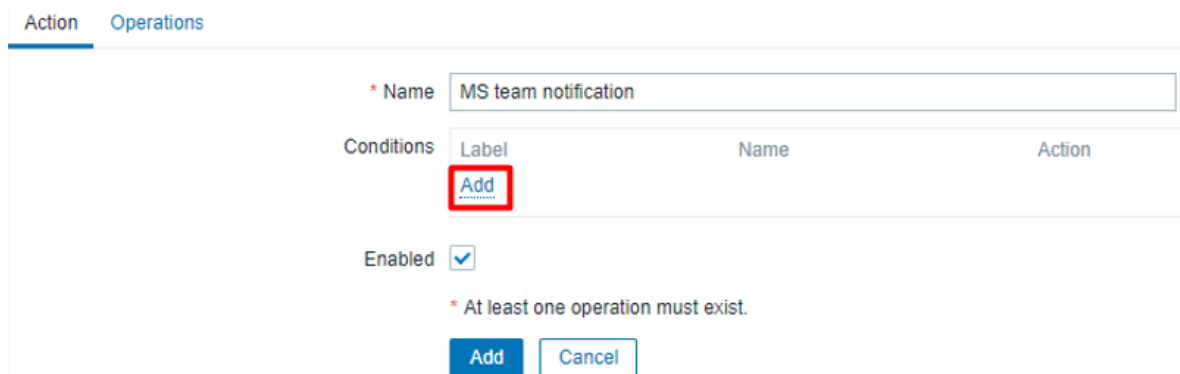 Action Operations
* Name MS team notification
Conditions Label Name Action
Add
Enabled
* At least one operation must exist.
Add Cancel